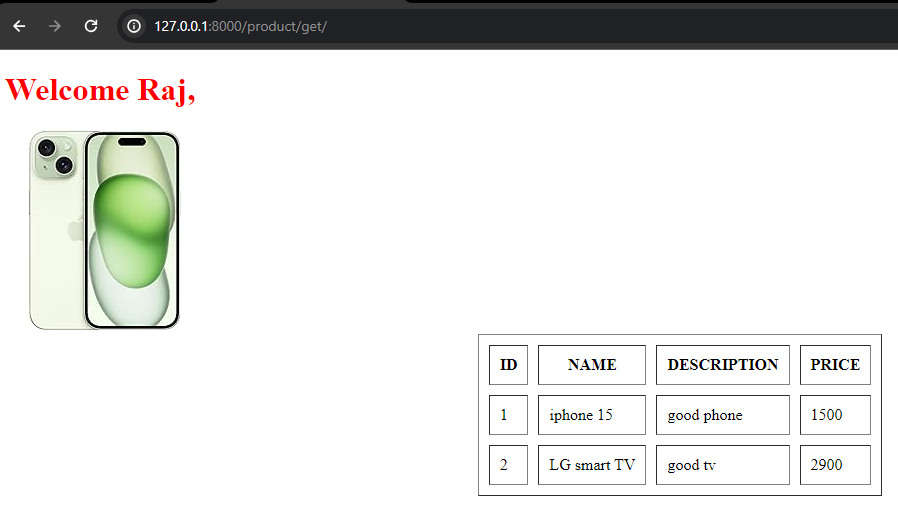 127.0.0.1:8000/product/get/
Welcome Raj,
ID NAME DESCRIPTION PRICE
1 iphone 15 good phone 1500
2 LG smart TV good tv 2900